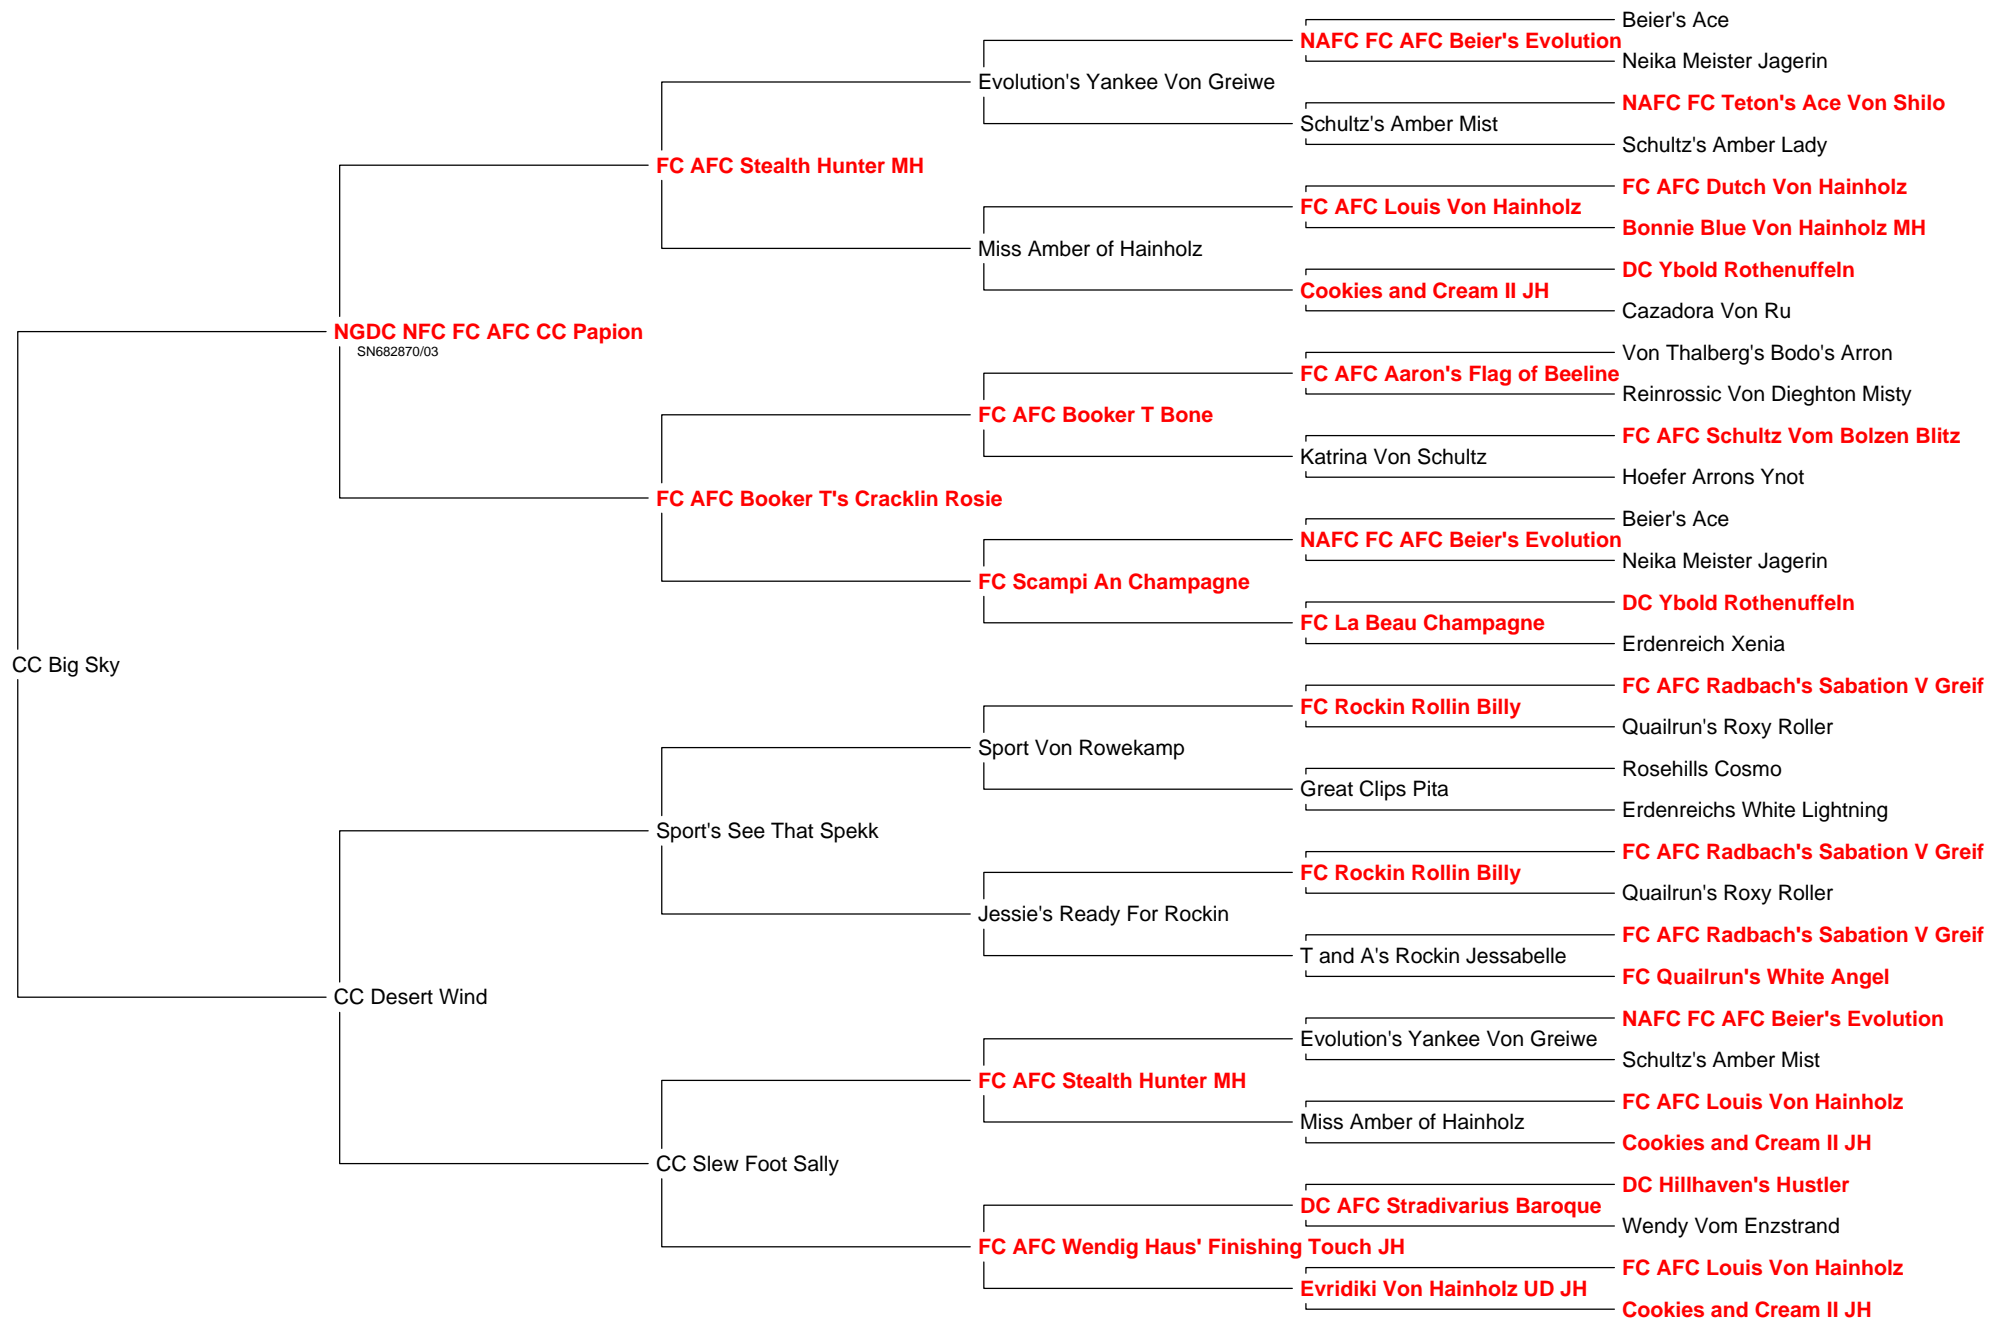 Beier's Ace
NAFC FC AFC Beier's Evolution
Neika Meister Jagerin
Evolution's Yankee Von Greiwe
NAFC FC Teton's Ace Von Shilo
Schultz's Amber Mist
Schultz's Amber Lady
FC AFC Stealth Hunter MH
FC AFC Dutch Von Hainholz
FC AFC Louis Von Hainholz
Bonnie Blue Von Hainholz MH
Miss Amber of Hainholz
DC Ybold Rothenuffeln
Cookies and Cream II JH
Cazadora Von Ru
NGDC NFC FC AFC CC Papion
SN682870/03
Von Thalberg's Bodo's Arron
FC AFC Aaron's Flag of Beeline
Reinrossic Von Dieghton Misty
FC AFC Booker T Bone
FC AFC Schultz Vom Bolzen Blitz
Katrina Von Schultz
Hoefer Arrons Ynot
FC AFC Booker T's Cracklin Rosie
Beier's Ace
NAFC FC AFC Beier's Evolution
Neika Meister Jagerin
FC Scampi An Champagne
DC Ybold Rothenuffeln
FC La Beau Champagne
Erdenreich Xenia
CC Big Sky
FC AFC Radbach's Sabation V Greif
FC Rockin Rollin Billy
Quailrun's Roxy Roller
Sport Von Rowekamp
Rosehills Cosmo
Great Clips Pita
Erdenreichs White Lightning
Sport's See That Spekk
FC AFC Radbach's Sabation V Greif
FC Rockin Rollin Billy
Quailrun's Roxy Roller
Jessie's Ready For Rockin
FC AFC Radbach's Sabation V Greif
T and A's Rockin Jessabelle
FC Quailrun's White Angel
CC Desert Wind
NAFC FC AFC Beier's Evolution
Evolution's Yankee Von Greiwe
Schultz's Amber Mist
FC AFC Stealth Hunter MH
FC AFC Louis Von Hainholz
Miss Amber of Hainholz
Cookies and Cream II JH
CC Slew Foot Sally
DC Hillhaven's Hustler
DC AFC Stradivarius Baroque
Wendy Vom Enzstrand
FC AFC Wendig Haus' Finishing Touch JH
FC AFC Louis Von Hainholz
Evridiki Von Hainholz UD JH
Cookies and Cream II JH